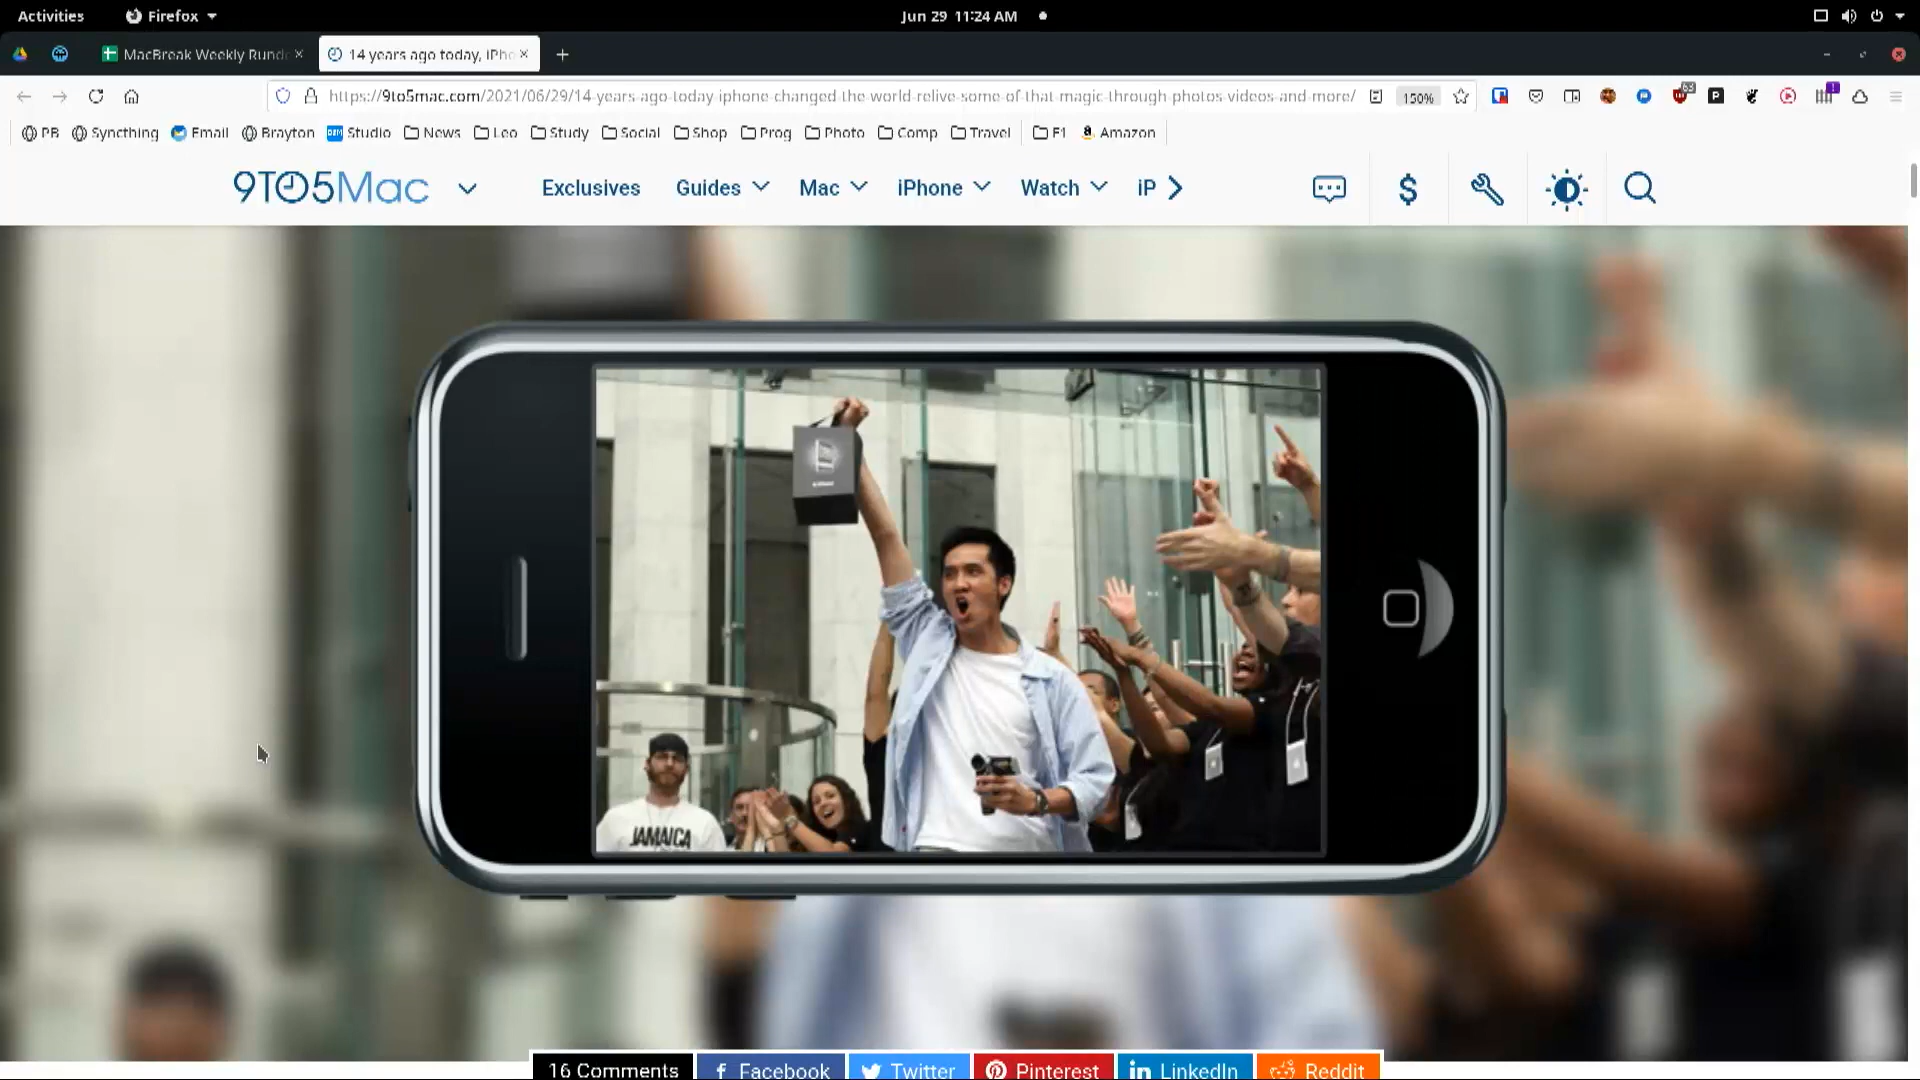 Activities Firefox Jun 29 11:24 AM
MacBreak Weekly Rund 14 years ago today, iPho
https://9to5mac.com/2021/06/29/14-years-ago-today-iphone-changed-the-world-relive-some-of-that-magic-through-photos-videos-and-more/ 150% 63 1
PB Syncthing Email Brayton Studio News Leo Study Social Shop Prog Photo Comp Travel F1 Amazon
9TO5Mac Exclusives Guides Mac iPhone Watch iP $
JAMAICA
16 Comments Facebook Twitter Pinterest LinkedIn Reddit